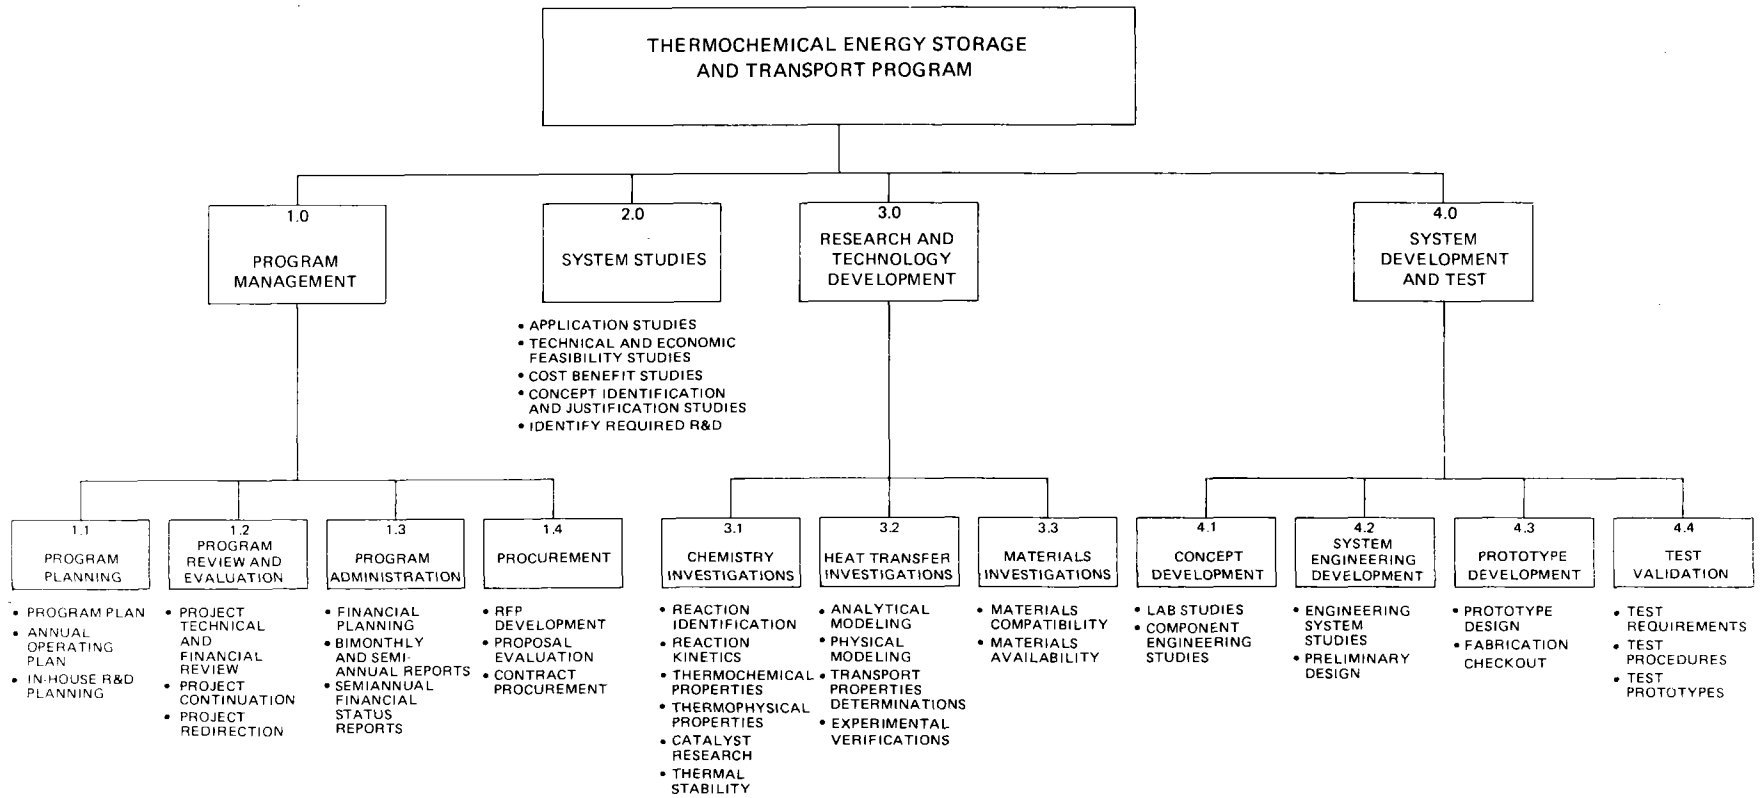 THERMOCHEMICAL ENERGY STORAGE
AND TRANSPORT PROGRAM
1.0
PROGRAM
MANAGEMENT
2.0
SYSTEM STUDIES
• APPLICATION STUDIES
• TECHNICAL AND ECONOMIC
FEASIBILITY STUDIES
• COST BENEFIT STUDIES
• CONCEPT IDENTIFICATION
AND JUSTIFICATION STUDIES
• IDENTIFY REQUIRED R&D
3.0
RESEARCH AND
TECHNOLOGY
DEVELOPMENT
4.0
SYSTEM
DEVELOPMENT
AND TEST
1.1
PROGRAM
PLANNING
• PROGRAM PLAN
• ANNUAL
OPERATING
PLAN
• IN-HOUSE R&D
PLANNING
1.2
PROGRAM
REVIEW AND
EVALUATION
• PROJECT
TECHNICAL
AND
FINANCIAL
REVIEW
• PROJECT
CONTINUATION
• PROJECT
REDIRECTION
1.3
PROGRAM
ADMINISTRATION
• FINANCIAL
PLANNING
• BIMONTHLY
AND SEMI-
ANNUAL REPORTS
• SEMIANNUAL
FINANCIAL
STATUS
REPORTS
1.4
PROCUREMENT
• RFP
DEVELOPMENT
• PROPOSAL
EVALUATION
• CONTRACT
PROCUREMENT
3.1
CHEMISTRY
INVESTIGATIONS
• REACTION
IDENTIFICATION
• REACTION
KINETICS
• THERMOCHEMICAL
PROPERTIES
• THERMOPHYSICAL
PROPERTIES
• CATALYST
RESEARCH
• THERMAL
STABILITY
3.2
HEAT TRANSFER
INVESTIGATIONS
• ANALYTICAL
MODELING
• PHYSICAL
MODELING
• TRANSPORT
PROPERTIES
DETERMINATIONS
• EXPERIMENTAL
VERIFICATIONS
3.3
MATERIALS
INVESTIGATIONS
• MATERIALS
COMPATIBILITY
• MATERIALS
AVAILABILITY
4.1
CONCEPT
DEVELOPMENT
• LAB STUDIES
• COMPONENT
ENGINEERING
STUDIES
4.2
SYSTEM
ENGINEERING
DEVELOPMENT
• ENGINEERING
SYSTEM
STUDIES
• PRELIMINARY
DESIGN
4.3
PROTOTYPE
DEVELOPMENT
• PROTOTYPE
DESIGN
• FABRICATION
CHECKOUT
4.4
TEST
VALIDATION
• TEST
REQUIREMENTS
• TEST
PROCEDURES
• TEST
PROTOTYPES